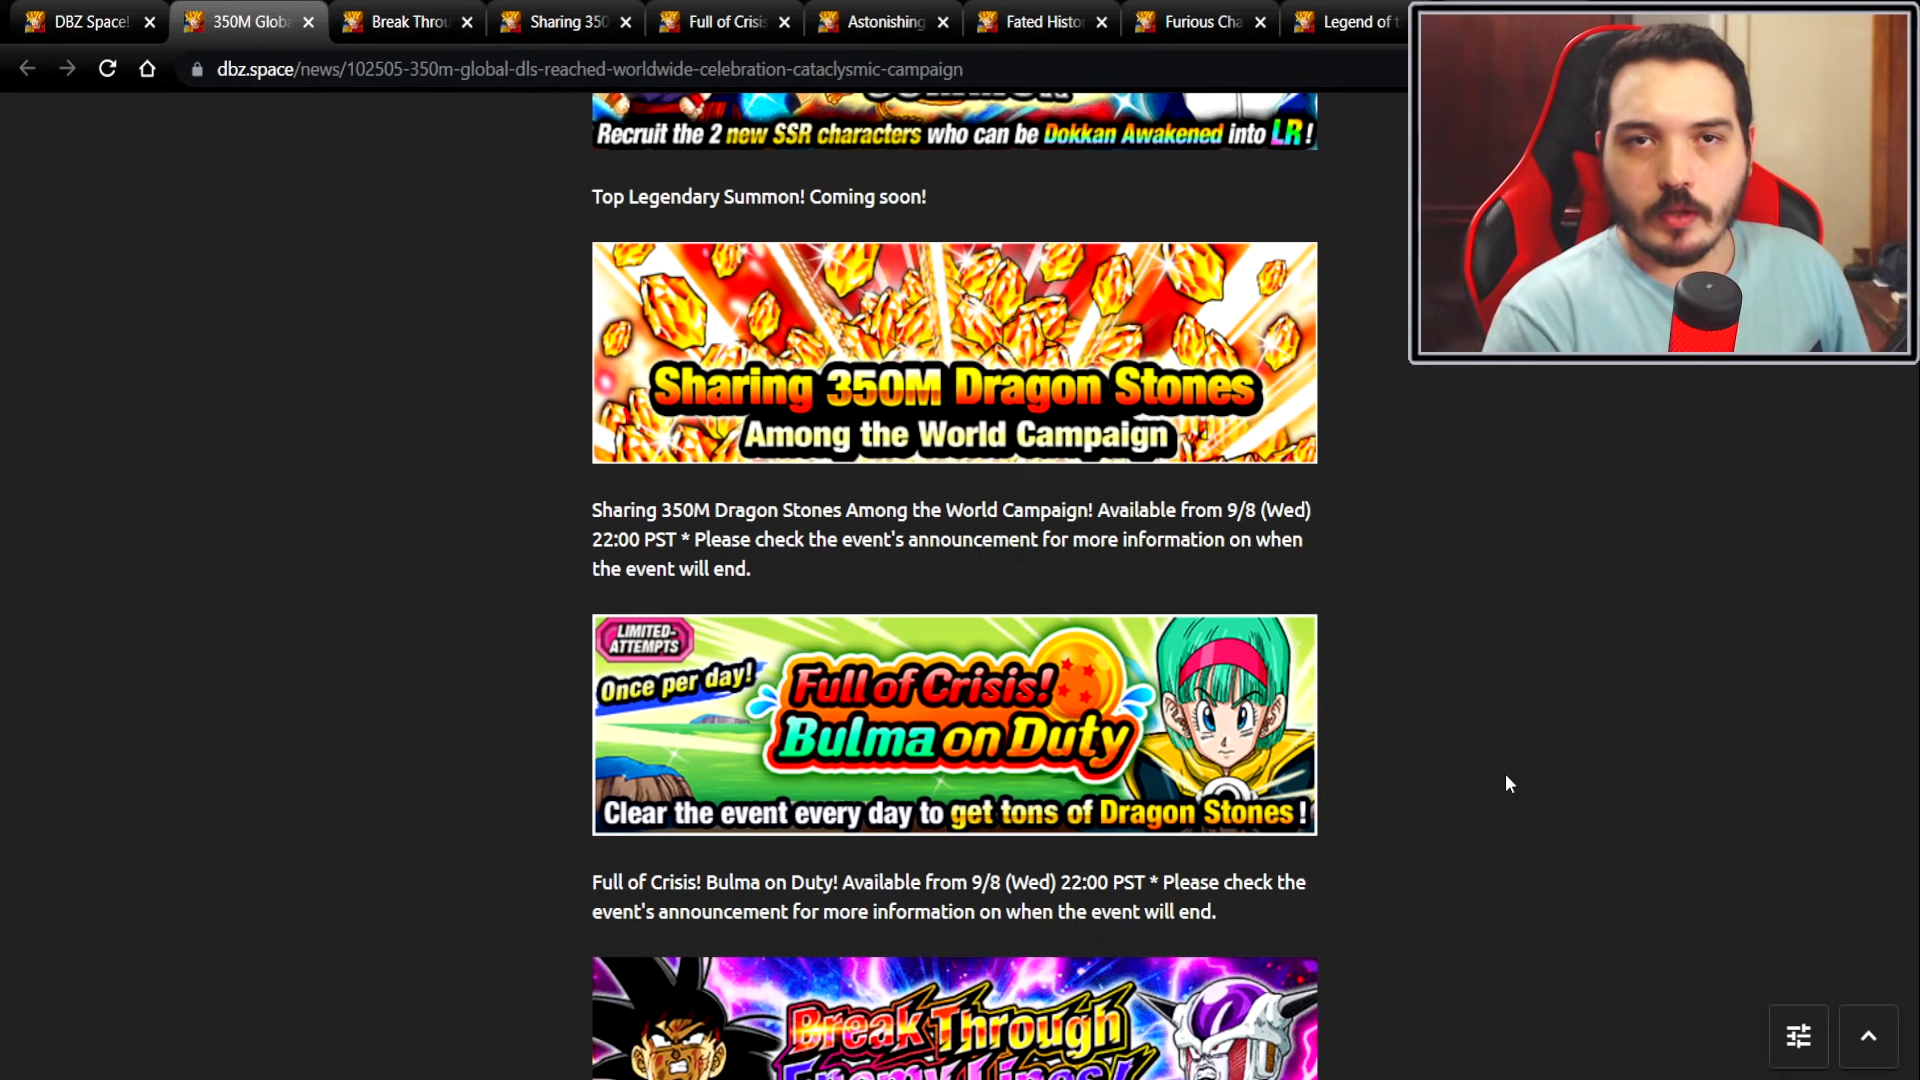 DBZ Space!
350M Globa
Break Throu
Sharing 350
Full of Crisis
Astonishing
Fated Histo
Furious Cha
Legend of t
dbz.space/news/102505-350m-global-dls-reached-worldwide-celebration-cataclysmic-campaign
Recruit the 2 new SSR characters who can be Dokkan Awakened into LR!
Top Legendary Summon! Coming soon!
Sharing 350M Dragon Stones
Among the World Campaign
Sharing 350M Dragon Stones Among the World Campaign! Available from 9/8 (Wed)
22:00 PST * Please check the event's announcement for more information on when
the event will end.
LIMITED-
ATTEMPTS
Once per day!
Full of Crisis!
Bulma on Duty
Clear the event every day to get tons of Dragon Stones!
Full of Crisis! Bulma on Duty! Available from 9/8 (Wed) 22:00 PST * Please check the
event's announcement for more information on when the event will end.
Break Through
Enemy Lines!